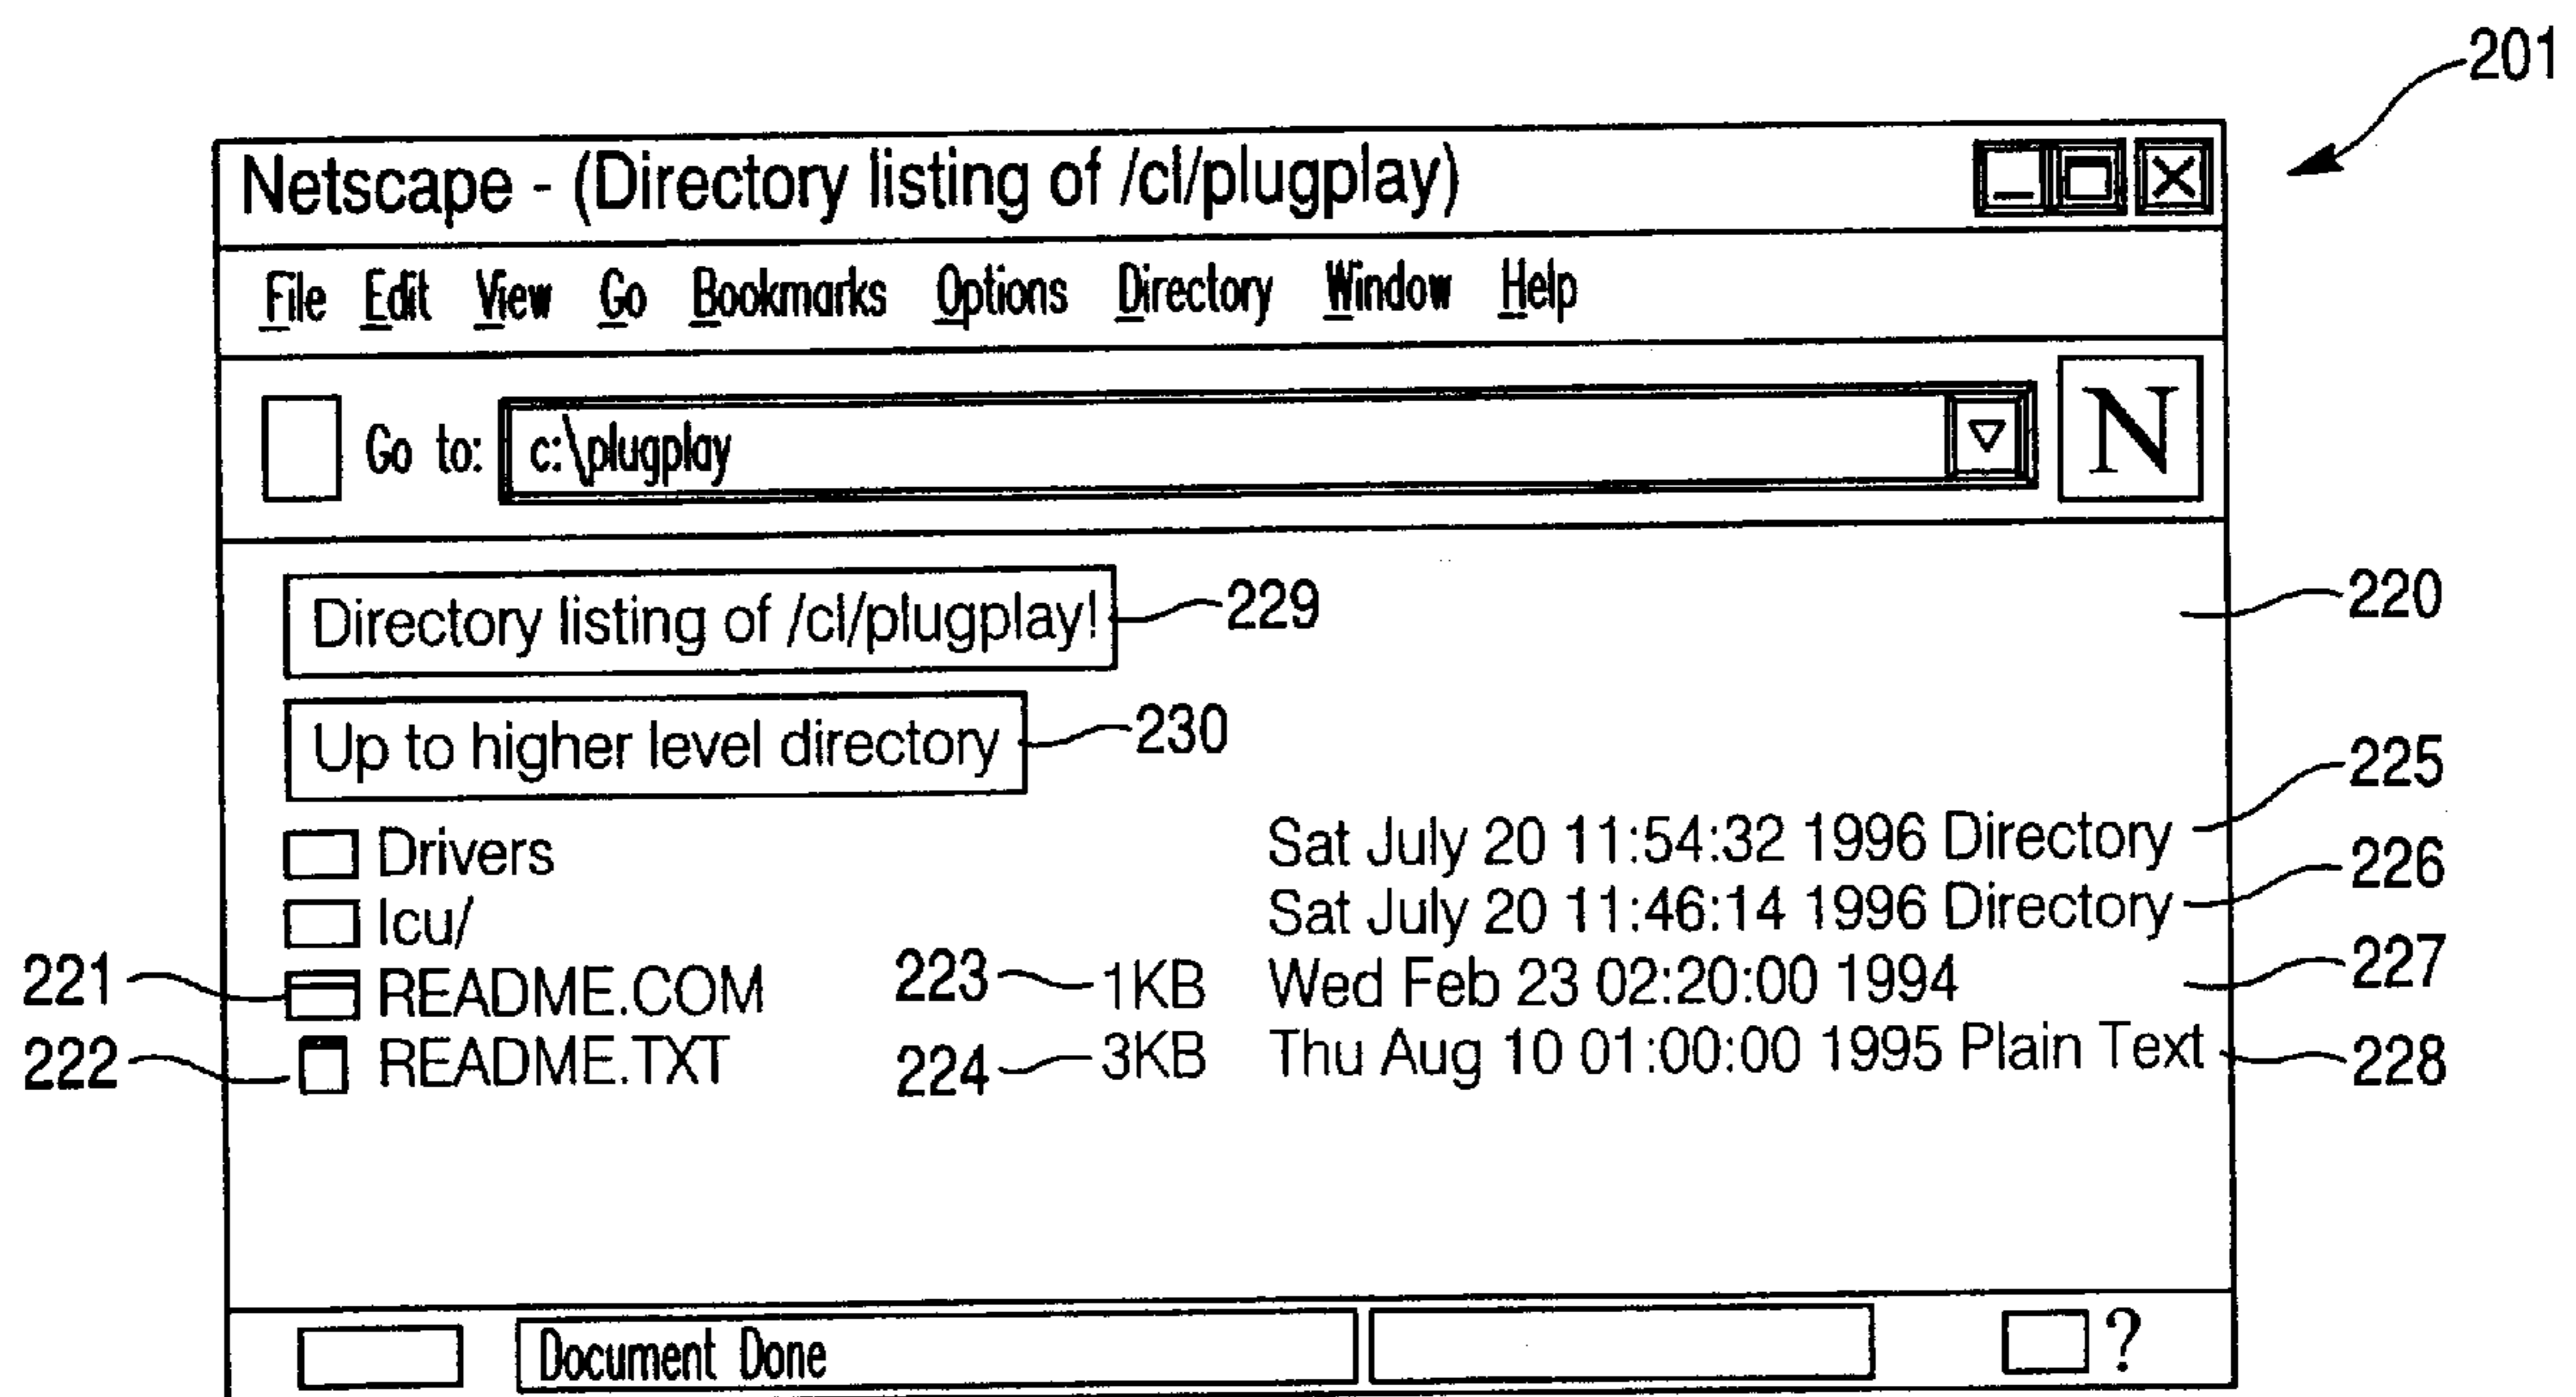 201
Netscape - (Directory listing of /cl/plugplay)
File Edit View Go Bookmarks Options Directory Window Help
Go to: c:\plugplay N
Directory listing of /cl/plugplay! 229 220
Up to higher level directory 230
225
Drivers Sat July 20 11:54:32 1996 Directory
226
lcu/ Sat July 20 11:46:14 1996 Directory
221 README.COM 223 1KB Wed Feb 23 02:20:00 1994 227
222 README.TXT 224 3KB Thu Aug 10 01:00:00 1995 Plain Text 228
Document Done ?